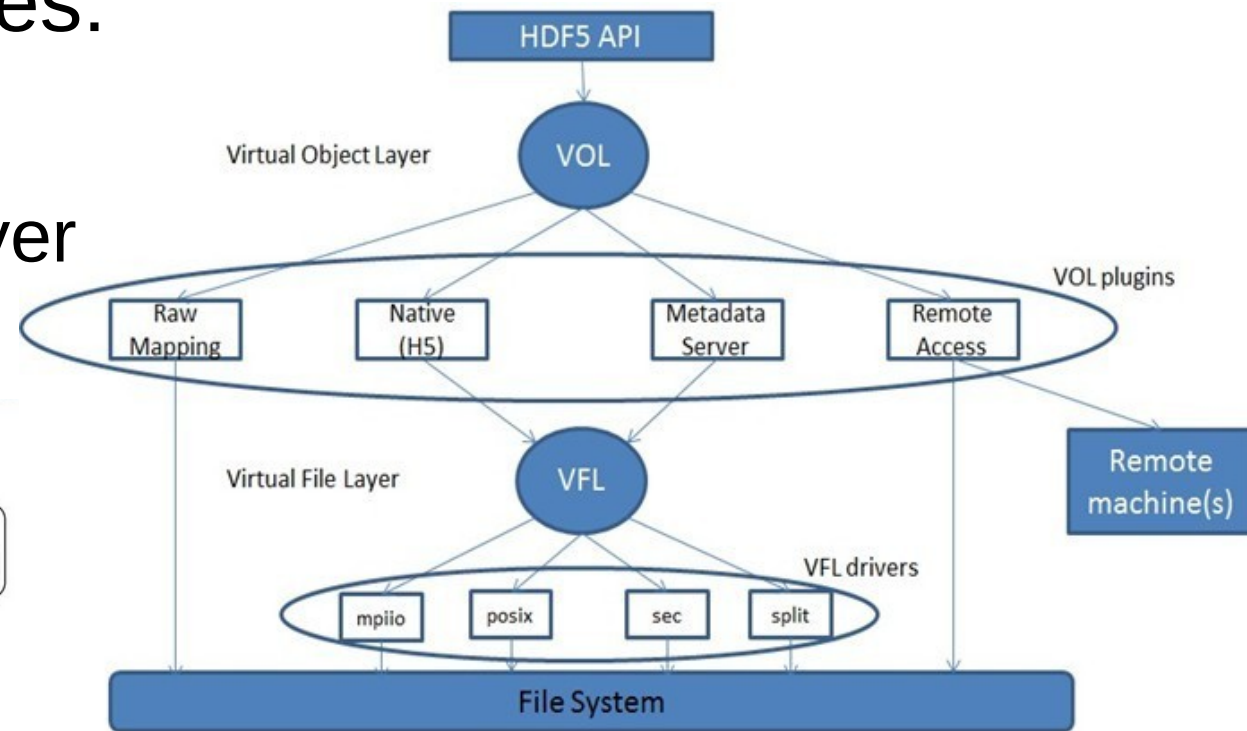 es.
HDF5 API
Virtual Object Layer
VOL
yer
VOL plugins
Raw
Mapping
Native
(H5)
Metadata
Server
Remote
Access
Virtual File Layer
VFL
Remote
machine(s)
VFL drivers
mpiio
posix
sec
split
File System